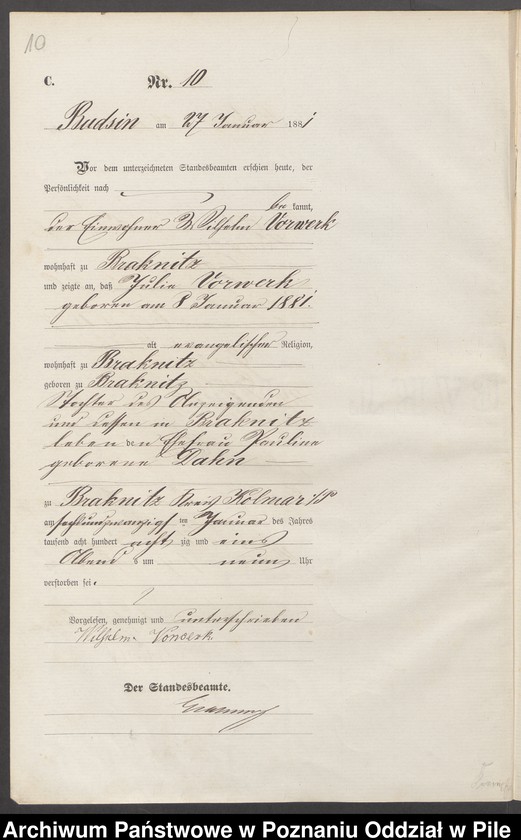 10
C. Nr. 10
Budsin am 27 Januar 1881
Vor dem unterzeichneten Standesbeamten erschien heute, der
Persönlichkeit nach
be kannt,
der Einwohner Wilhelm Vorwerk
wohnhaft zu Braknitz
und zeigte an, daß Julie Vorwerk
geboren am 8 Januar 1881.
alt evangelischer Religion,
wohnhaft zu Braknitz
geboren zu Braknitz
Tochter des Anzeigenden
und dessen in Braknitz
lebenden Ehefrau Pauline
geborene Dahn
zu Braknitz Kreis Kolmar i/P
am sechsundzwanzigsten Januar des Jahres
tausend acht hundert achtzig und eins
Abends um neun Uhr
verstorben sei.
Vorgelesen, genehmigt und unterschrieben
Wilhelm Vorwerk
Der Standesbeamte.
Archiwum Państwowe w Poznaniu Oddział w Pile